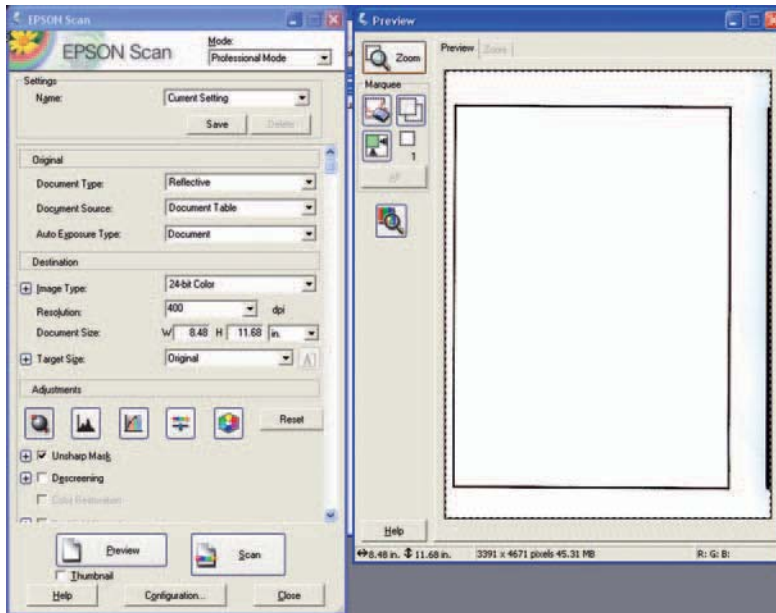 EPSON Scan
EPSON Scan
Mode:
Professional Mode
Settings
Name:
Current Setting
Save
Delete
Original
Document Type:
Reflective
Document Source:
Document Table
Auto Exposure Type:
Document
Destination
Image Type:
24-bit Color
Resolution:
400
dpi
Document Size:
W 8.48 H 11.68 in.
Target Size:
Original
Adjustments
Reset
Unsharp Mask
Descreening
Color Restoration
Preview
Scan
Thumbnail
Help
Configuration...
Close
Preview
Zoom
Preview
Zoom
Marquee
1
All
Help
8.48 in. 11.68 in.
3391 x 4671 pixels 45.31 MB
R: G: B: